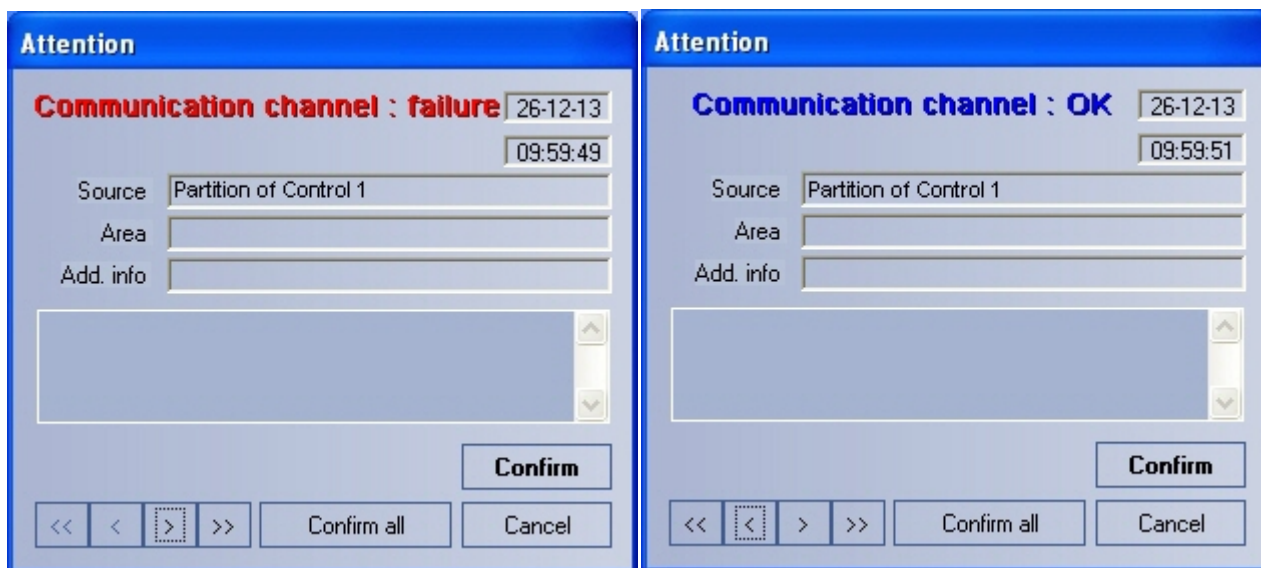 Attention
Communication channel : failure 26-12-13
09:59:49
Source Partition of Control 1
Area
Add. info
Confirm
<< < > >> Confirm all Cancel
Attention
Communication channel : OK 26-12-13
09:59:51
Source Partition of Control 1
Area
Add. info
Confirm
<< < > >> Confirm all Cancel